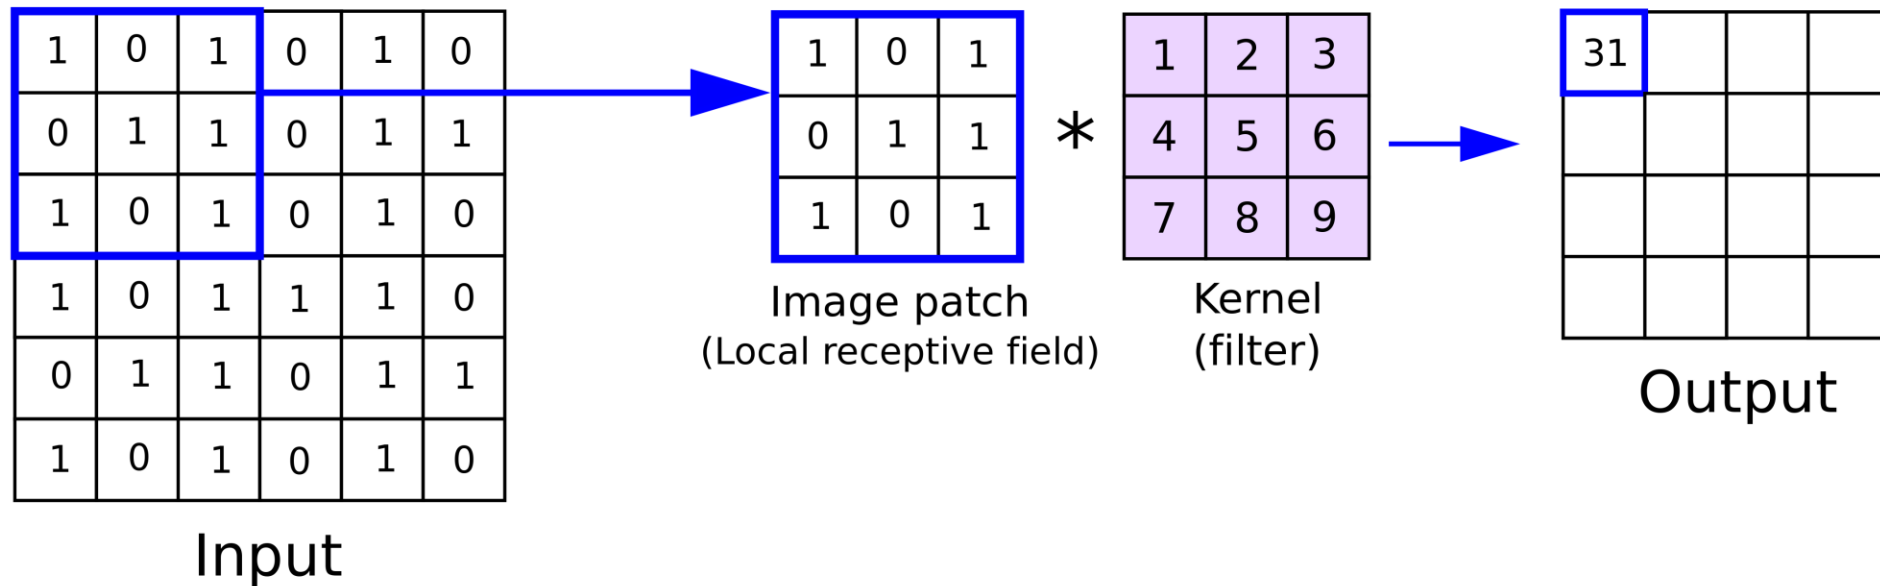 1 0 1 0 1 0
0 1 1 0 1 1
1 0 1 0 1 0
1 0 1 1 1 0
0 1 1 0 1 1
1 0 1 0 1 0
Input
1 0 1
0 1 1
1 0 1
Image patch
(Local receptive field)
*
1 2 3
4 5 6
7 8 9
Kernel
(filter)
31
Output